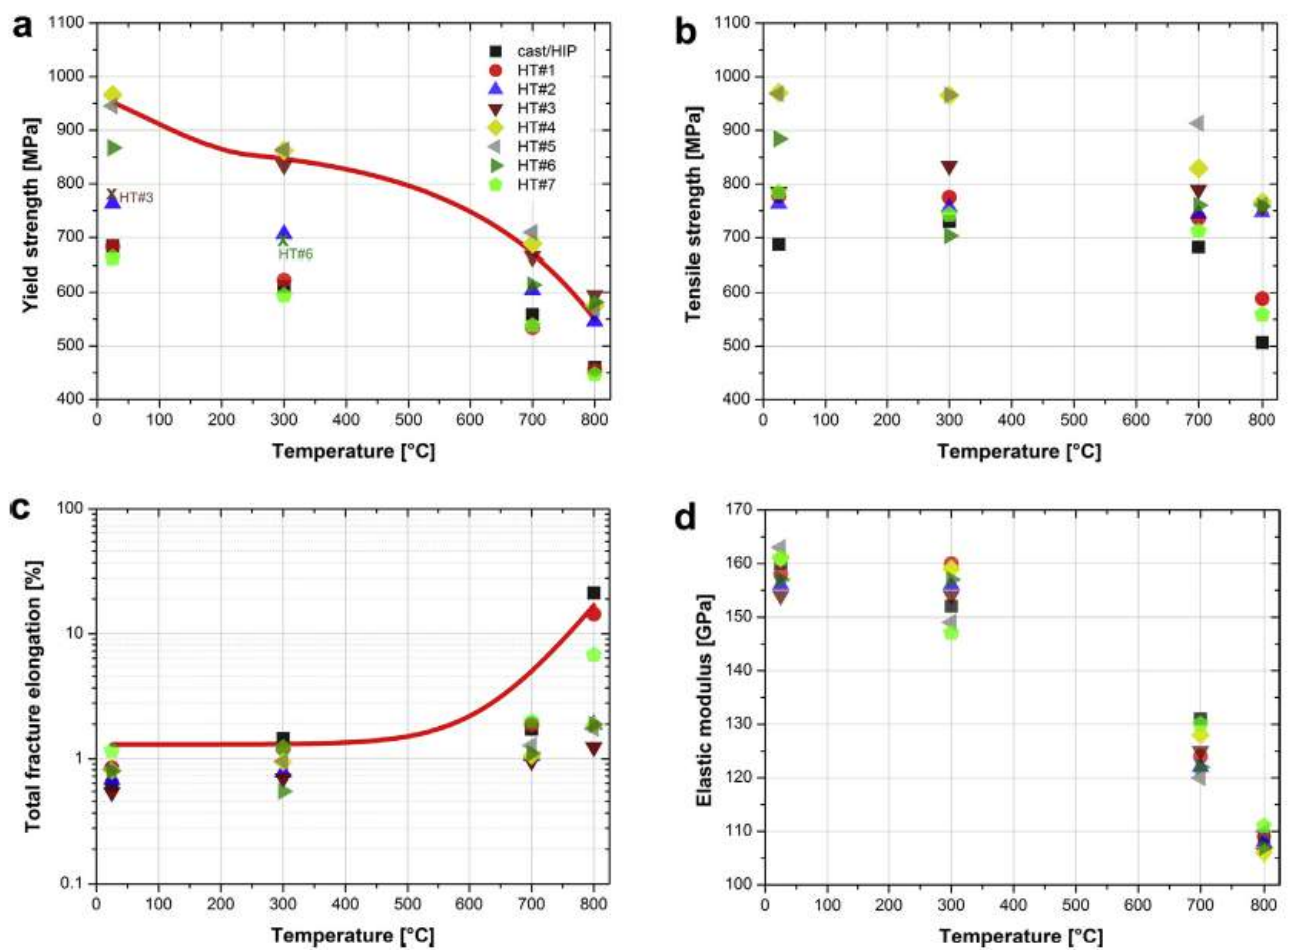 a
Yield strength [MPa]
1100
1000
900
800
700
600
500
400
0 100 200 300 400 500 600 700 800
Temperature [°C]
cast/HIP
HT#1
HT#2
HT#3
HT#4
HT#5
HT#6
HT#7
HT#3
HT#6
b
Tensile strength [MPa]
1100
1000
900
800
700
600
500
400
0 100 200 300 400 500 600 700 800
Temperature [°C]
c
Total fracture elongation [%]
100
10
1
0.1
0 100 200 300 400 500 600 700 800
Temperature [°C]
d
Elastic modulus [GPa]
170
160
150
140
130
120
110
100
0 100 200 300 400 500 600 700 800
Temperature [°C]